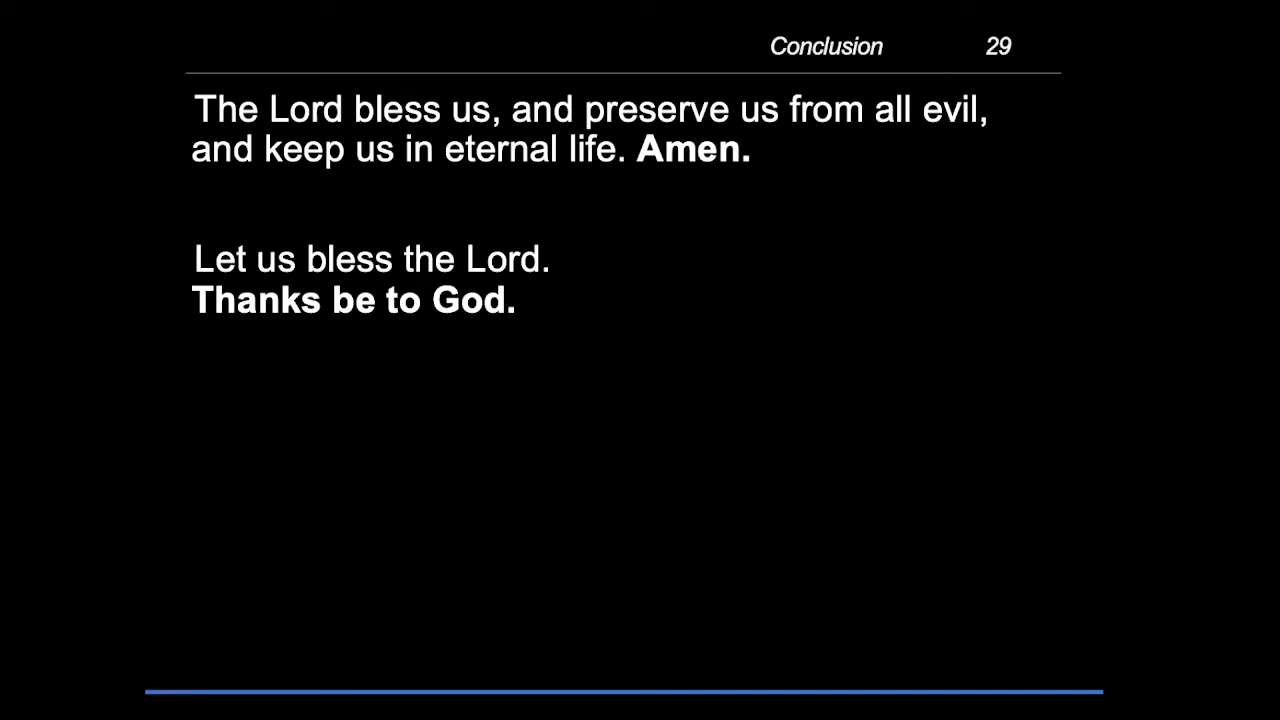 Conclusion 29
The Lord bless us, and preserve us from all evil,
and keep us in eternal life. Amen.
Let us bless the Lord.
Thanks be to God.